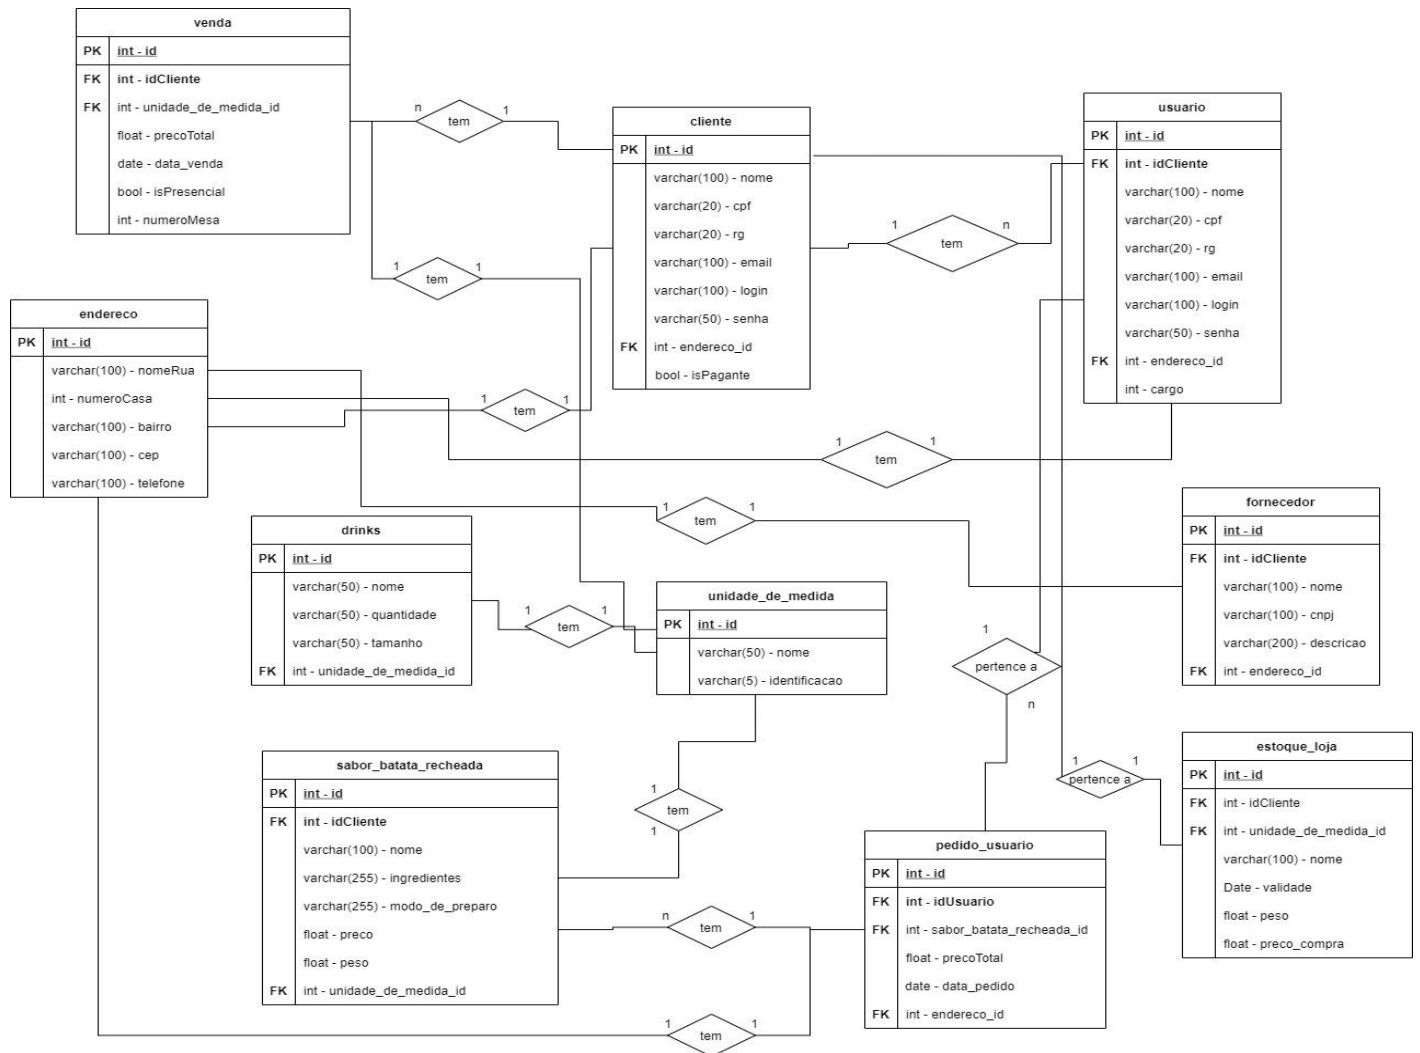 venda
PK int - id
FK int - idCliente
FK int - unidade_de_medida_id
float - precoTotal
date - data_venda
bool - isPresencial
int - numeroMesa
n tem 1
cliente
PK int - id
varchar(100) - nome
varchar(20) - cpf
varchar(20) - rg
varchar(100) - email
varchar(100) - login
varchar(50) - senha
FK int - endereco_id
bool - isPagante
usuario
PK int - id
FK int - idCliente
varchar(100) - nome
varchar(20) - cpf
varchar(20) - rg
varchar(100) - email
varchar(100) - login
varchar(50) - senha
FK int - endereco_id
int - cargo
1 tem n
1 tem 1
endereco
PK int - id
varchar(100) - nomeRua
int - numeroCasa
varchar(100) - bairro
varchar(100) - cep
varchar(100) - telefone
1 tem 1
1 tem 1
1 tem 1
drinks
PK int - id
varchar(50) - nome
varchar(50) - quantidade
varchar(50) - tamanho
FK int - unidade_de_medida_id
1 tem 1
unidade_de_medida
PK int - id
varchar(50) - nome
varchar(5) - identificacao
fornecedor
PK int - id
FK int - idCliente
varchar(100) - nome
varchar(100) - cnpj
varchar(200) - descricao
FK int - endereco_id
1
pertence a
n
sabor_batata_recheada
PK int - id
FK int - idCliente
varchar(100) - nome
varchar(255) - ingredientes
varchar(255) - modo_de_preparo
float - preco
float - peso
FK int - unidade_de_medida_id
1
tem
1
1 pertence a 1
estoque_loja
PK int - id
FK int - idCliente
FK int - unidade_de_medida_id
varchar(100) - nome
Date - validade
float - peso
float - preco_compra
pedido_usuario
PK int - id
FK int - idUsuario
FK int - sabor_batata_recheada_id
float - precoTotal
date - data_pedido
FK int - endereco_id
n tem 1
1 tem 1